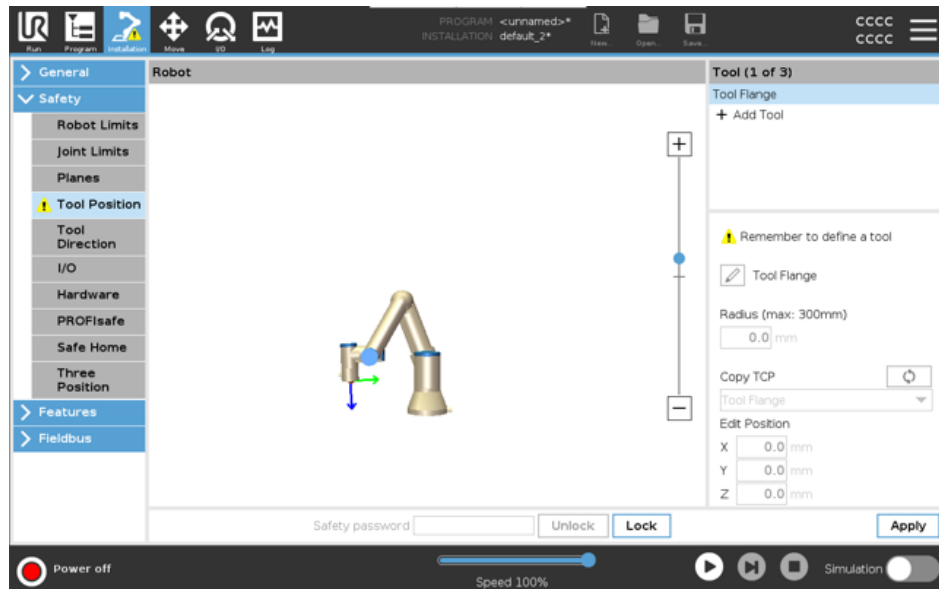 PROGRAM <unnamed>*
INSTALLATION default_2*
Run
Program
Installation
Move
I/O
Log
New...
Open...
Save...
CCCC
CCCC
General
Safety
Robot Limits
Joint Limits
Planes
Tool Position
Tool
Direction
I/O
Hardware
PROFIsafe
Safe Home
Three
Position
Features
Fieldbus
Robot
Tool (1 of 3)
Tool Flange
+ Add Tool
Remember to define a tool
Tool Flange
Radius (max: 300mm)
0.0 mm
Copy TCP
Tool Flange
Edit Position
X 0.0 mm
Y 0.0 mm
Z 0.0 mm
Safety password
Unlock
Lock
Apply
Power off
Speed 100%
Simulation